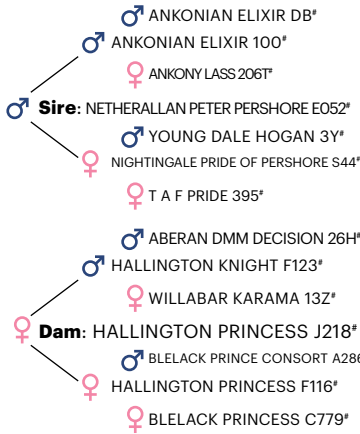 ANKONIAN ELIXIR DB#
ANKONIAN ELIXIR 100#
ANKONY LASS 206T#
Sire: NETHERALLAN PETER PERSHORE E052#
YOUNG DALE HOGAN 3Y#
NIGHTINGALE PRIDE OF PERSHORE S44#
T A F PRIDE 395#
ABERAN DMM DECISION 26H#
HALLINGTON KNIGHT F123#
WILLABAR KARAMA 13Z#
Dam: HALLINGTON PRINCESS J218#
BLELACK PRINCE CONSORT A286
HALLINGTON PRINCESS F116#
BLELACK PRINCESS C779#